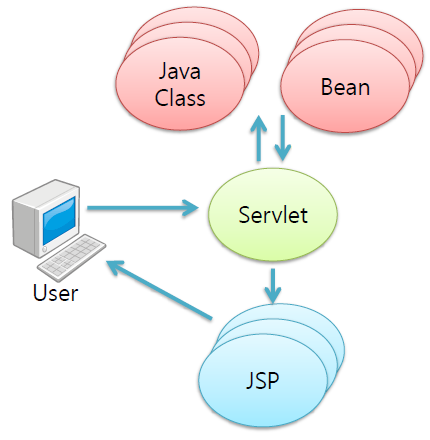 Java
Class
Bean
Servlet
User
JSP